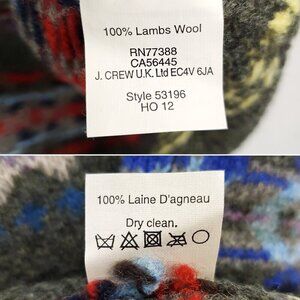 100% Lambs Wool
RN77388
CA56445
J. CREW U.K. Ltd EC4V 6JA
Style 53196
HO 12
100% Laine D'agneau
Dry clean.